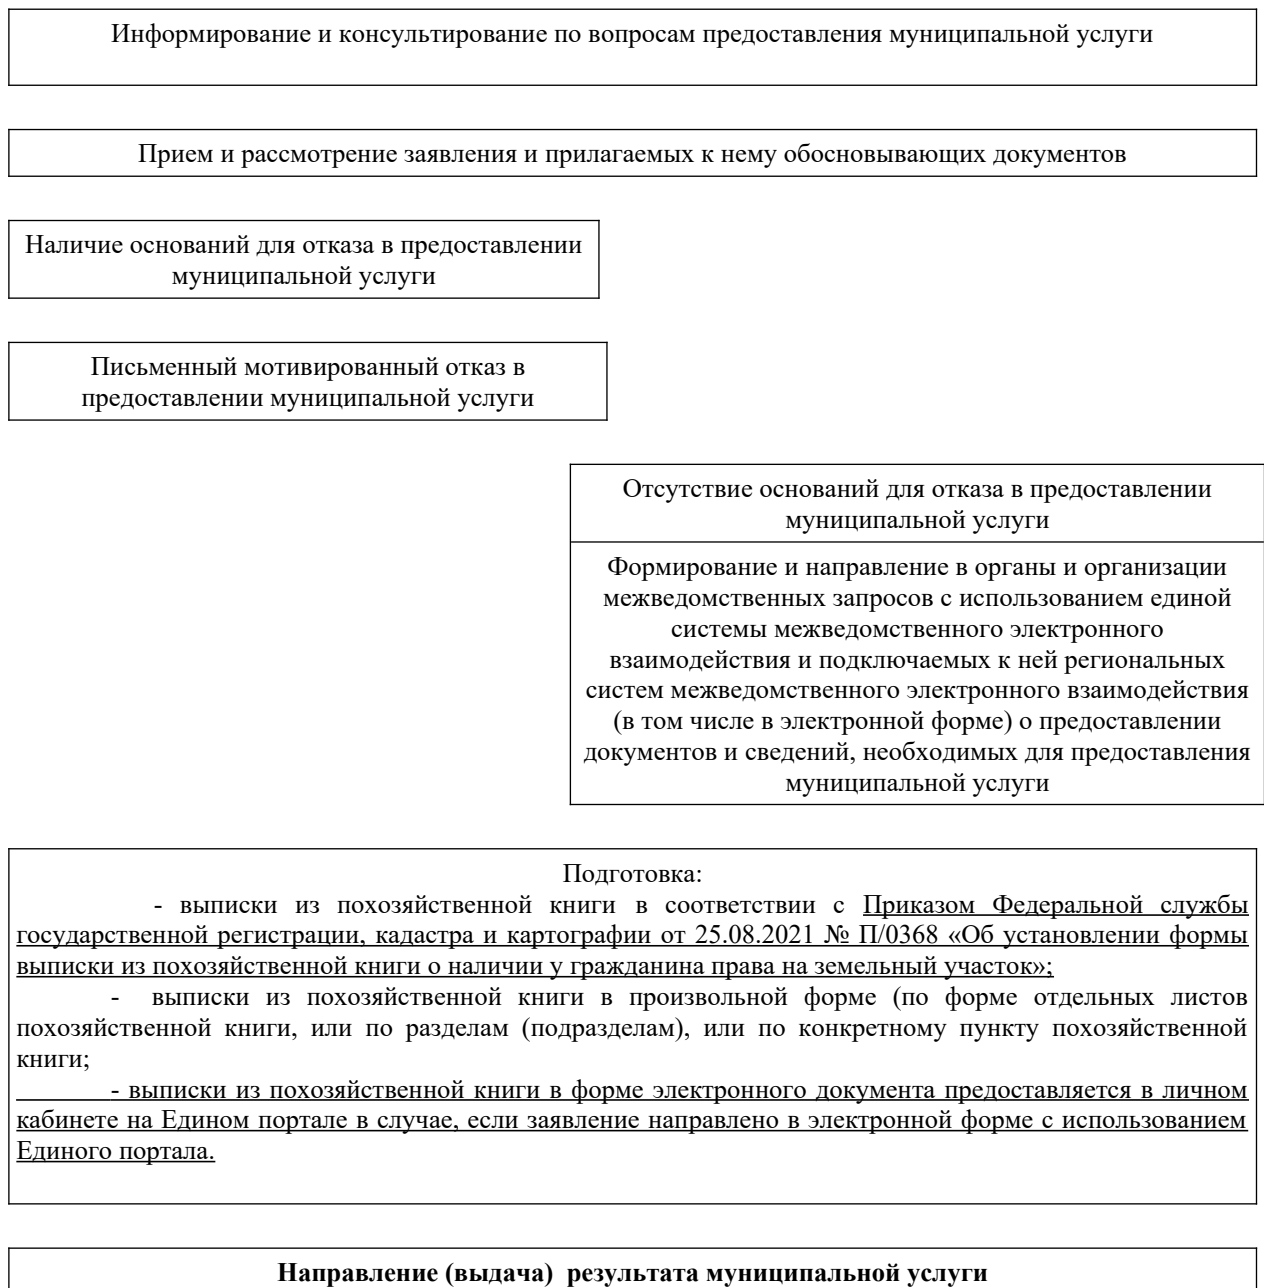 Информирование и консультирование по вопросам предоставления муниципальной услуги
Прием и рассмотрение заявления и прилагаемых к нему обосновывающих документов
Наличие оснований для отказа в предоставлении
муниципальной услуги
Письменный мотивированный отказ в
предоставлении муниципальной услуги
Отсутствие оснований для отказа в предоставлении
муниципальной услуги
Формирование и направление в органы и организации
межведомственных запросов с использованием единой
системы межведомственного электронного
взаимодействия и подключаемых к ней региональных
систем межведомственного электронного взаимодействия
(в том числе в электронной форме) о предоставлении
документов и сведений, необходимых для предоставления
муниципальной услуги
Подготовка:
- выписки из похозяйственной книги в соответствии с Приказом Федеральной службы
государственной регистрации, кадастра и картографии от 25.08.2021 № П/0368 «Об установлении формы
выписки из похозяйственной книги о наличии у гражданина права на земельный участок»;
- выписки из похозяйственной книги в произвольной форме (по форме отдельных листов
похозяйственной книги, или по разделам (подразделам), или по конкретному пункту похозяйственной
книги;
- выписки из похозяйственной книги в форме электронного документа предоставляется в личном
кабинете на Едином портале в случае, если заявление направлено в электронной форме с использованием
Единого портала.
Направление (выдача) результата муниципальной услуги